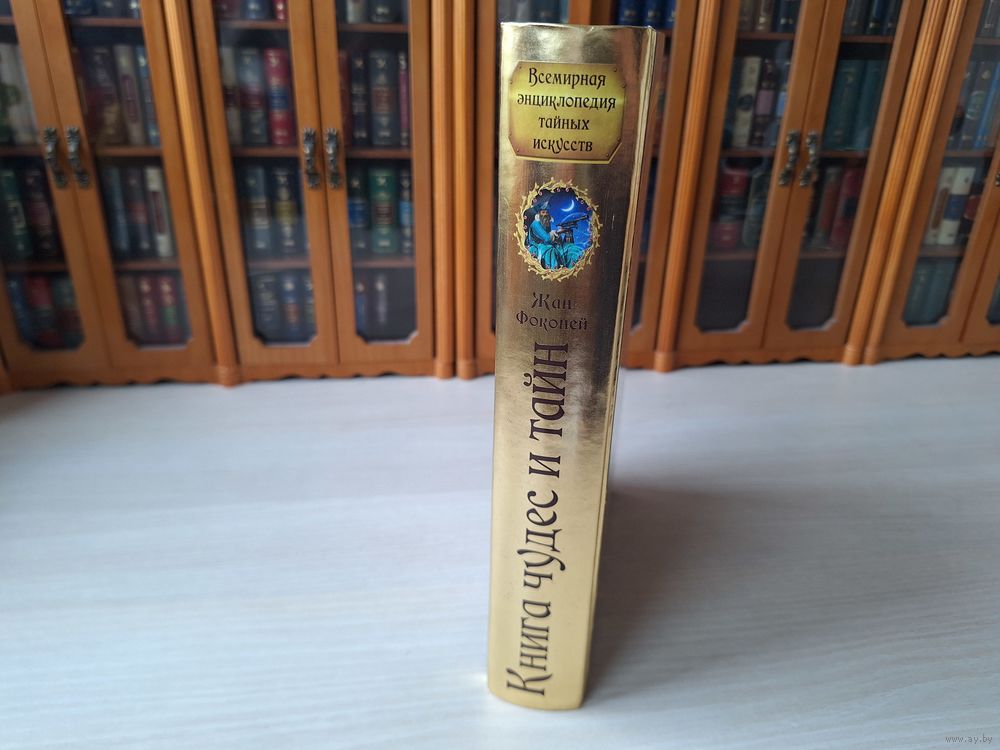 Всемирная
энциклопедия
тайных
искусств
Жан
Фоконей
Книга чудес и тайн
www.ay.by